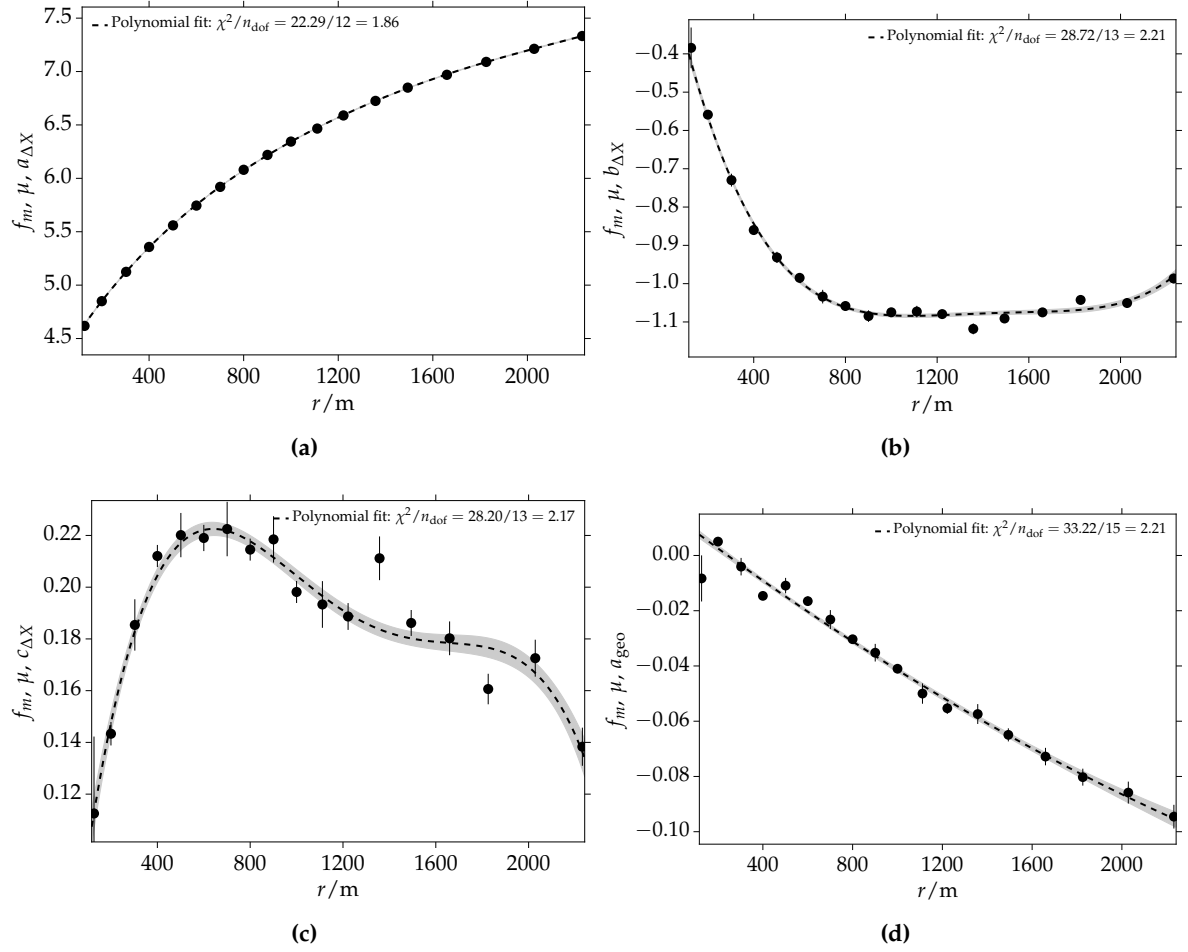 Polynomial fit: χ²/n_dof = 22.29/12 = 1.86
7.5
7.0
6.5
6.0
5.5
5.0
4.5
f_m, μ, a_ΔX
400 800 1200 1600 2000
r/m
(a)
Polynomial fit: χ²/n_dof = 28.72/13 = 2.21
−0.4
−0.5
−0.6
−0.7
−0.8
−0.9
−1.0
−1.1
f_m, μ, b_ΔX
400 800 1200 1600 2000
r/m
(b)
Polynomial fit: χ²/n_dof = 28.20/13 = 2.17
0.22
0.20
0.18
0.16
0.14
0.12
f_m, μ, c_ΔX
400 800 1200 1600 2000
r/m
(c)
Polynomial fit: χ²/n_dof = 33.22/15 = 2.21
0.00
−0.02
−0.04
−0.06
−0.08
−0.10
f_m, μ, a_geo
400 800 1200 1600 2000
r/m
(d)